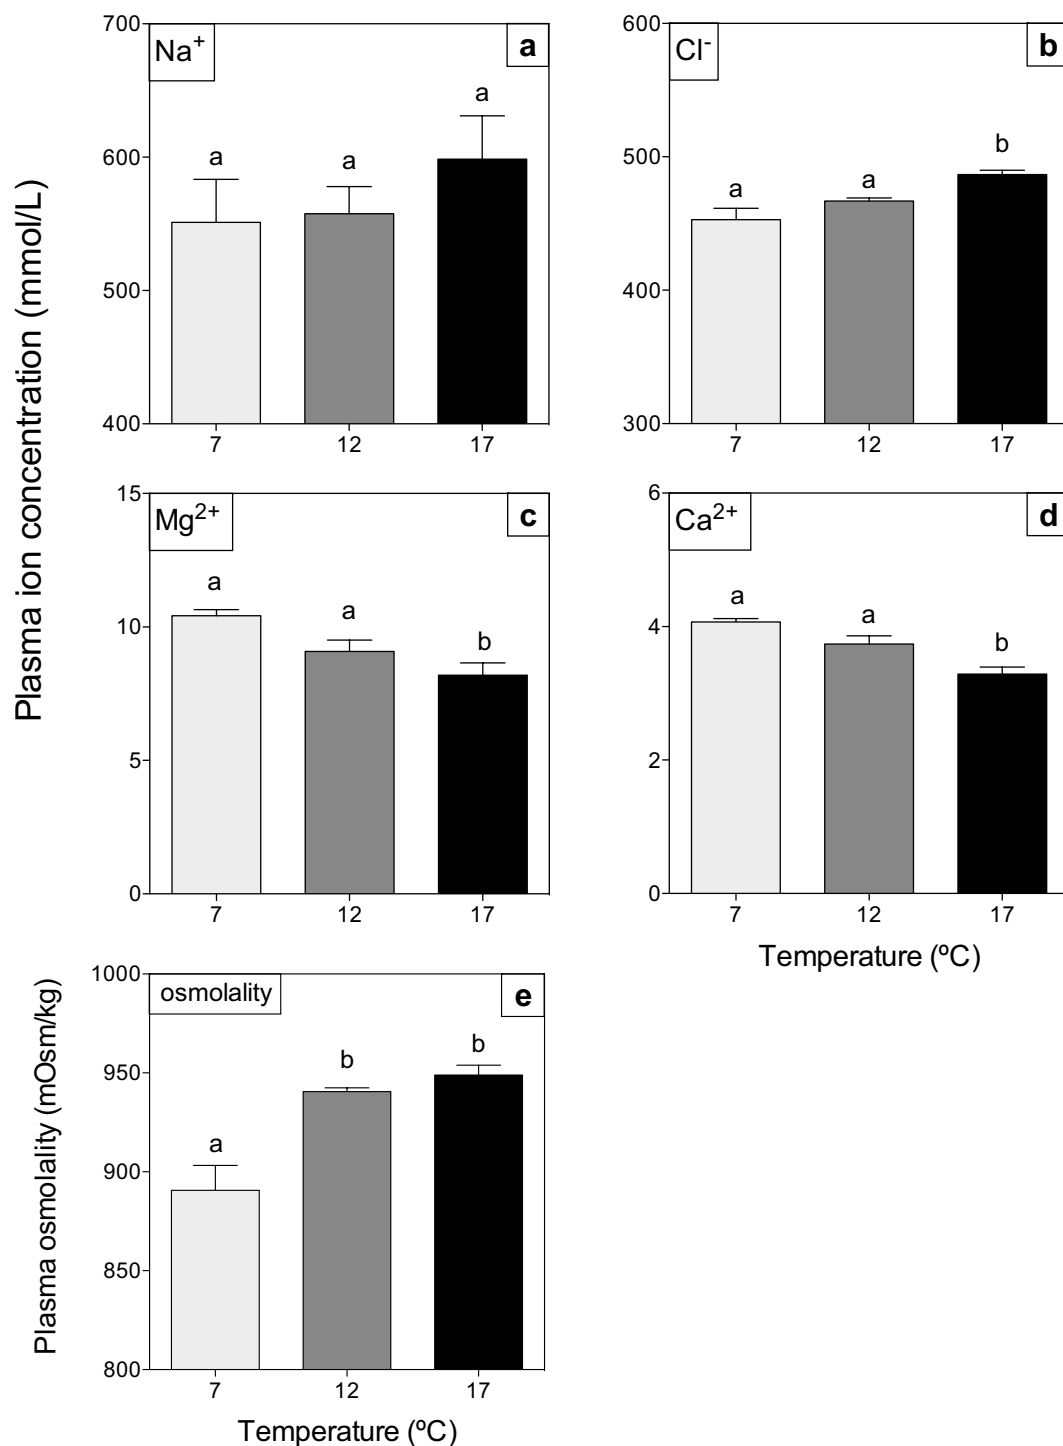 Plasma ion concentration (mmol/L)
Na⁺
a
700
600
500
400
a
a
a
7
12
17
Cl⁻
b
600
500
400
300
a
a
b
7
12
17
Mg²⁺
c
15
10
5
0
a
a
b
7
12
17
Ca²⁺
d
6
4
2
0
a
a
b
7
12
17
Temperature (ºC)
Plasma osmolality (mOsm/kg)
osmolality
e
1000
950
900
850
800
a
b
b
7
12
17
Temperature (ºC)